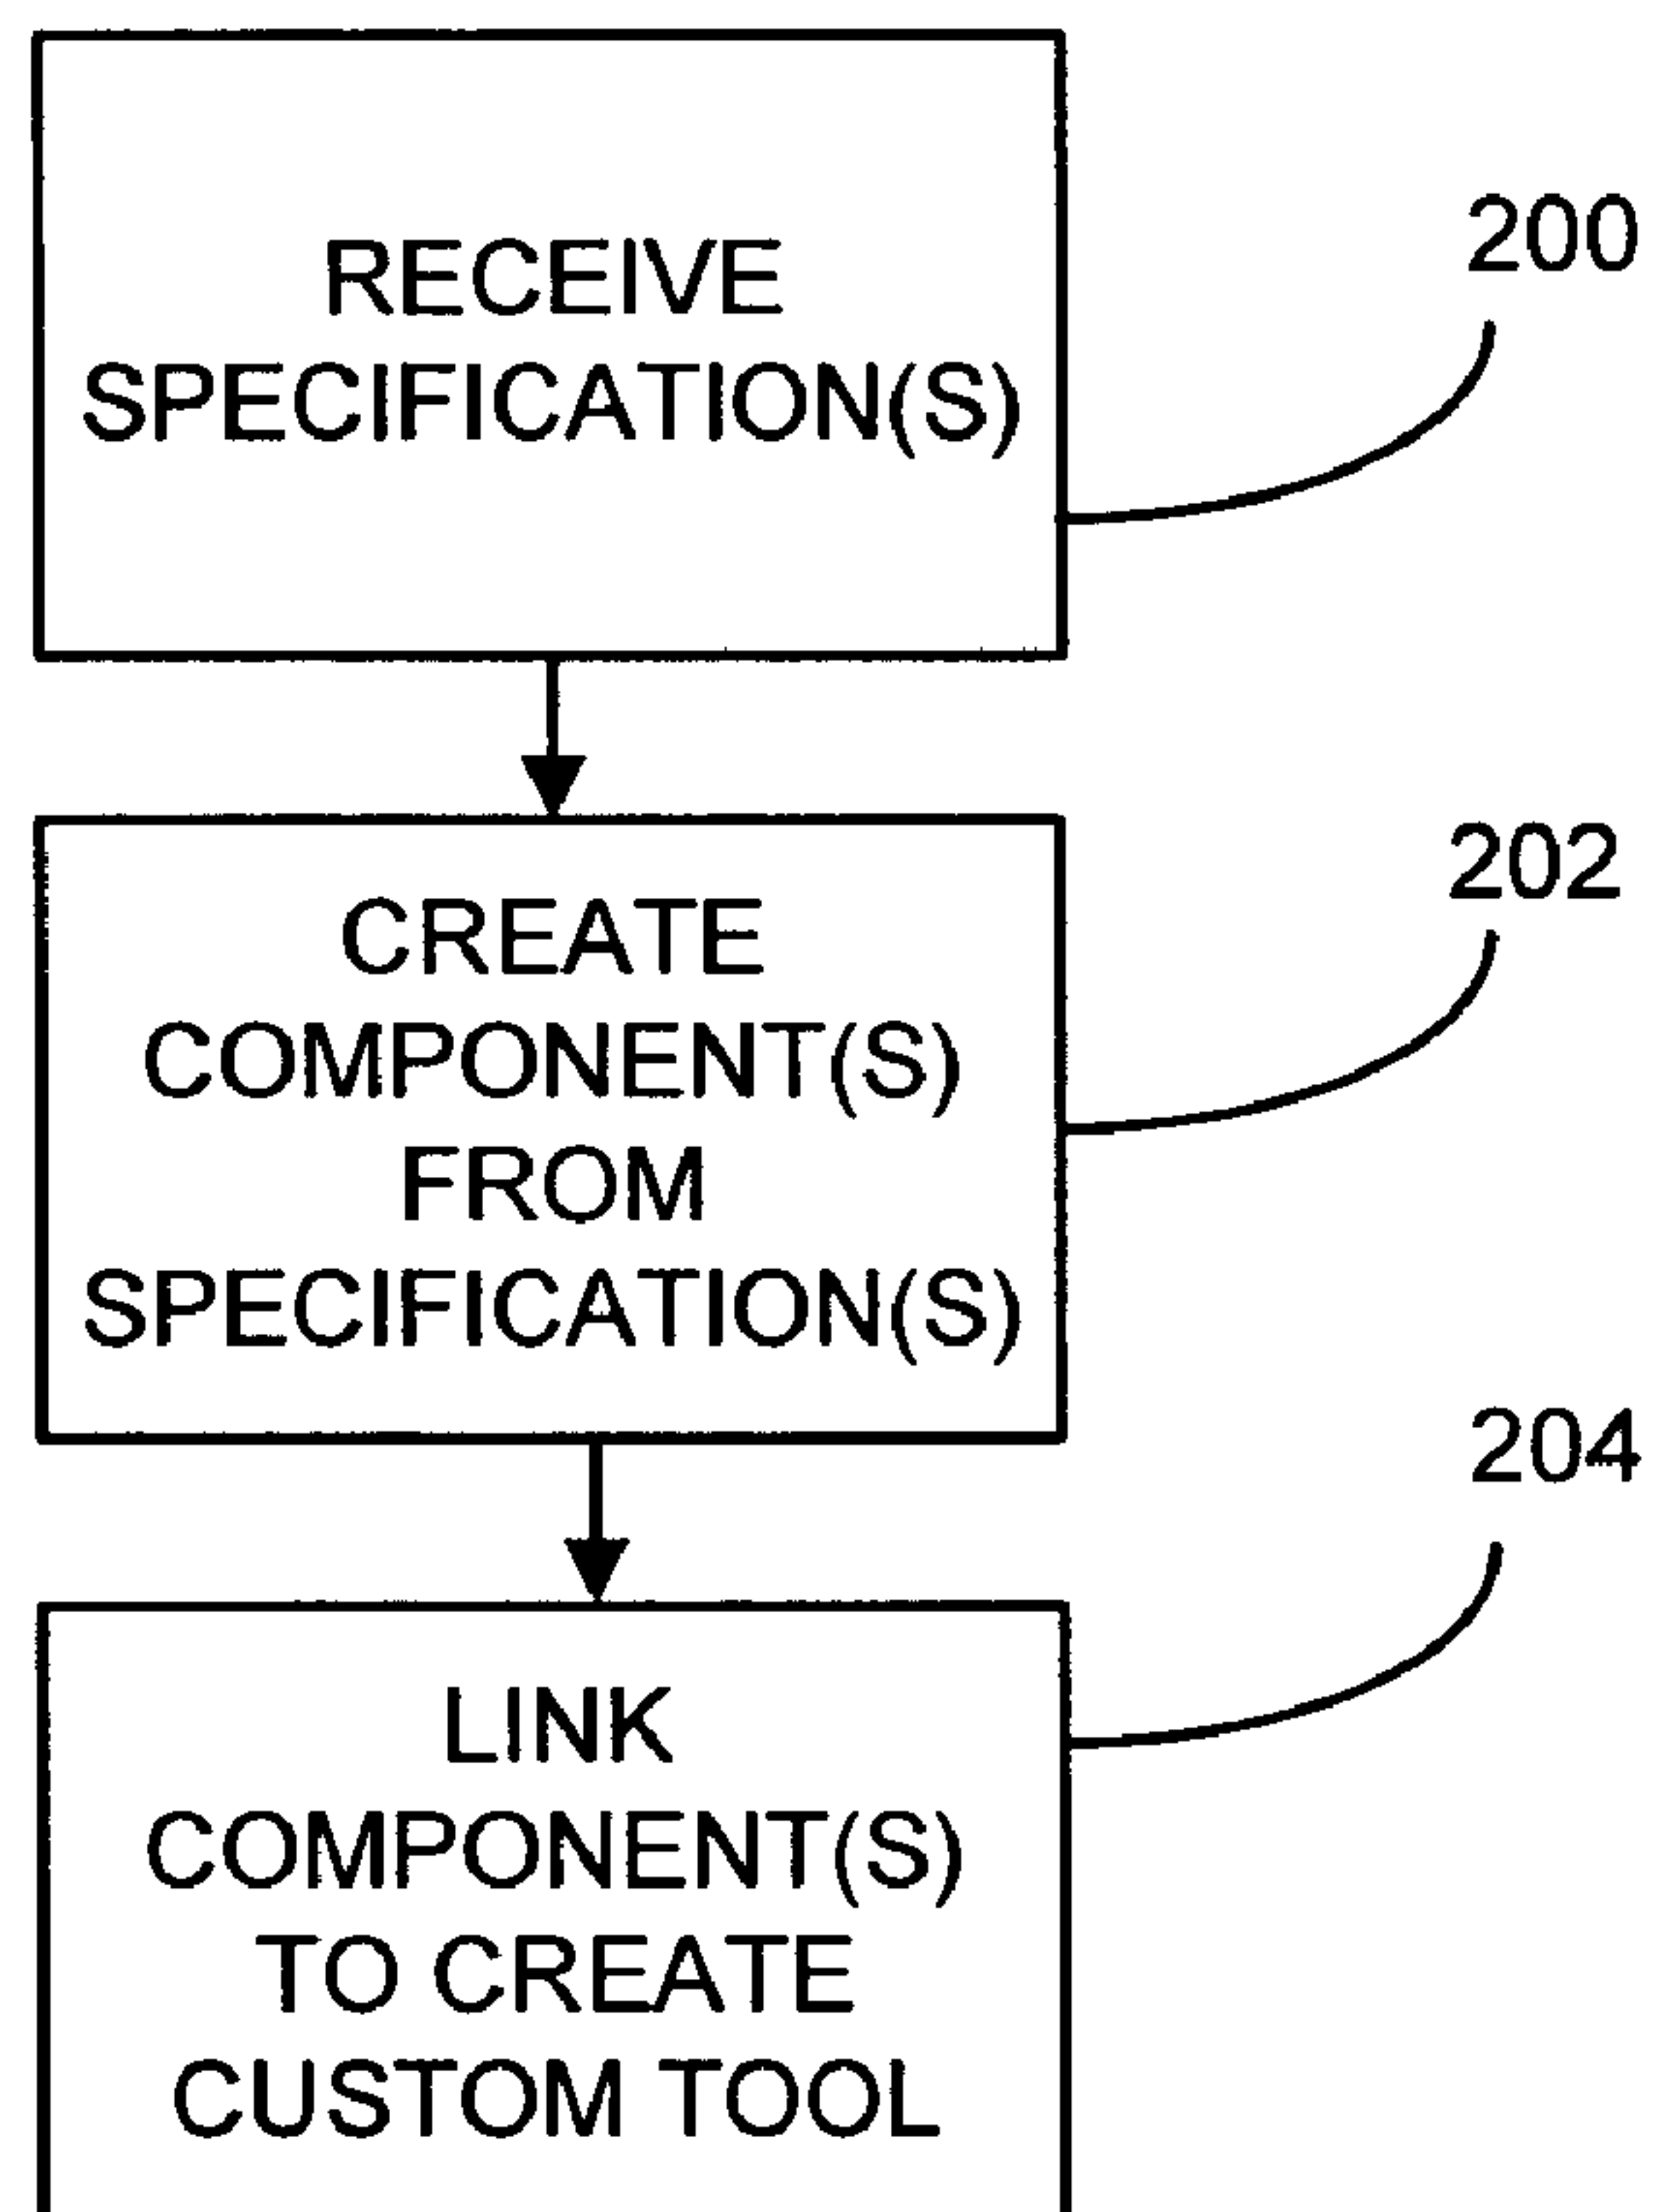 RECEIVE
SPECIFICATION(S)
200
CREATE
COMPONENT(S)
FROM
SPECIFICATION(S)
202
LINK
COMPONENT(S)
TO CREATE
CUSTOM TOOL
204